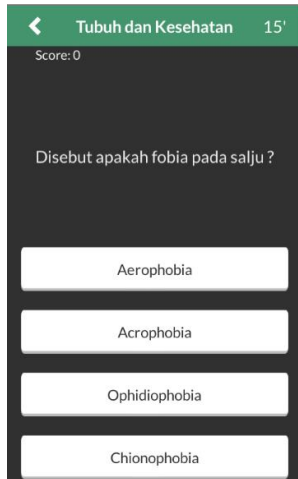 Tubuh dan Kesehatan 15'
Score: 0
Disebut apakah fobia pada salju ?
Aerophobia
Acrophobia
Ophidiophobia
Chionophobia